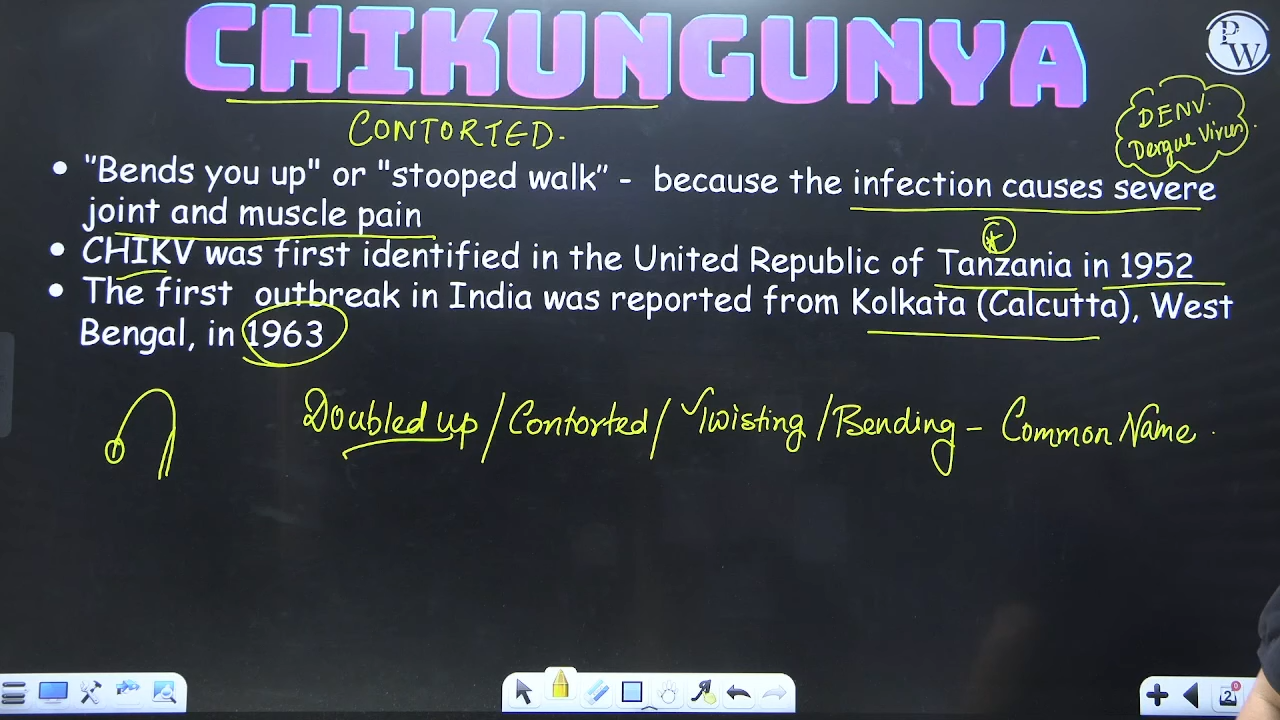 CHIKUNGUNYA
PW
CONTORTED.
DENV.
Dengue Virus.
• "Bends you up" or "stooped walk" - because the infection causes severe
joint and muscle pain
• CHIKV was first identified in the United Republic of Tanzania in 1952
• The first outbreak in India was reported from Kolkata (Calcutta), West
Bengal, in 1963
Doubled up / Contorted / Twisting / Bending - Common Name.
2